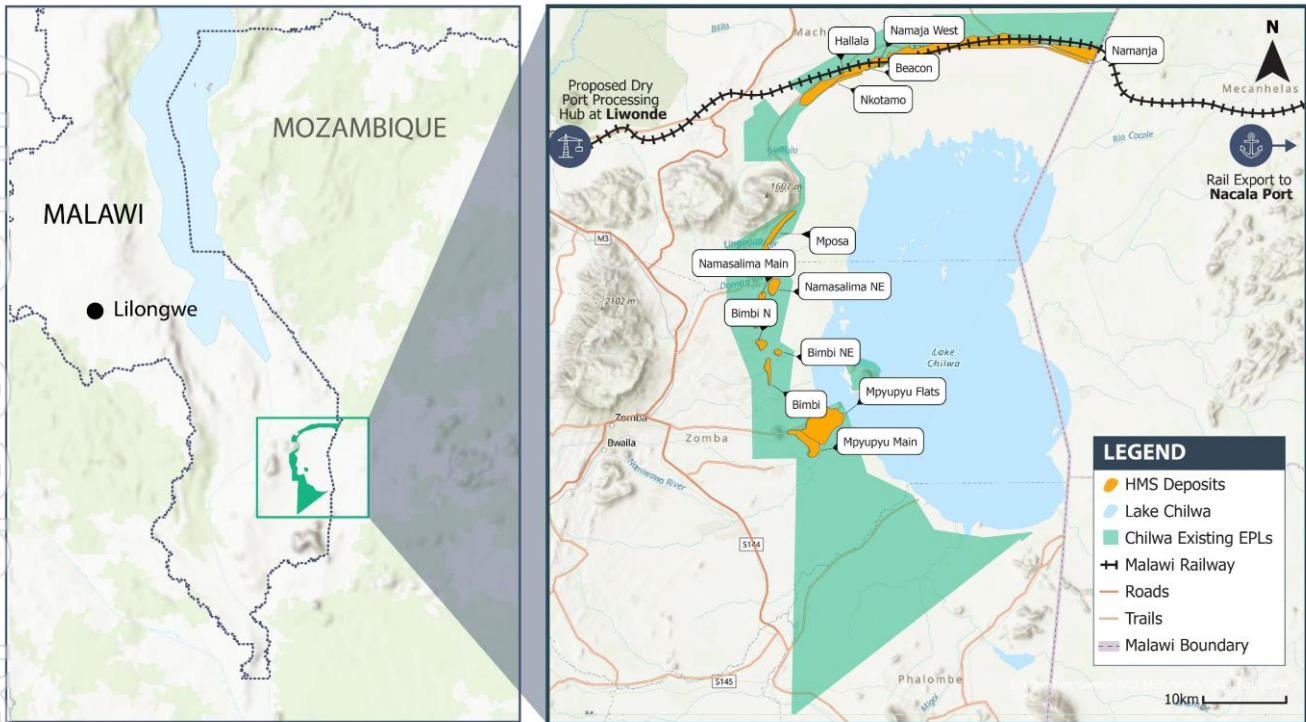 MOZAMBIQUE
MALAWI
Lilongwe
Proposed Dry
Port Processing
Hub at Liwonde
Hallala
Namaja West
Beacon
Nkotamo
Namanja
N
Mecanhelas
Rio Cocole
Rail Export to
Nacala Port
1607 m
M3
Mposa
Namasalima Main
Namasalima NE
2102 m
Bimbi N
Bimbi NE
Lake
Chilwa
Bimbi
Mpyupyu Flats
Mpyupyu Main
Zomba
Bwaila
Zomba
S144
S145
Phalombe
LEGEND
HMS Deposits
Lake Chilwa
Chilwa Existing EPLs
Malawi Railway
Roads
Trails
Malawi Boundary
10km